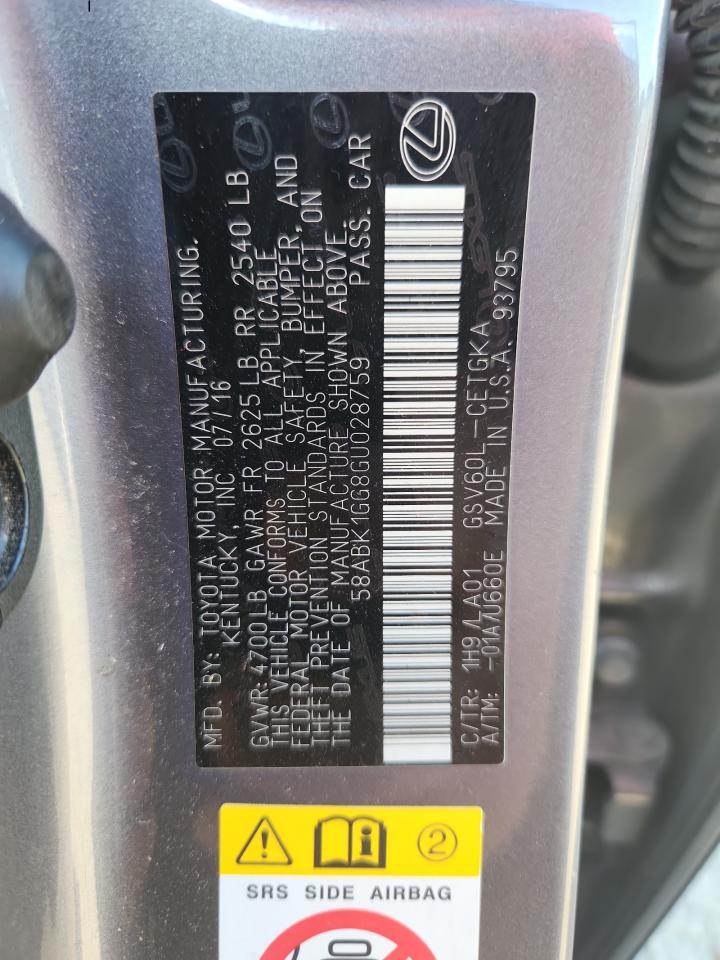 MFD. BY: TOYOTA MOTOR MANUFACTURING.
KENTUCKY, INC 07/16
GVWR: 4700LB GAWR FR 2625 LB RR 2540 LB
THIS VEHICLE CONFORMS TO ALL APPLICABLE
FEDERAL MOTOR VEHICLE SAFETY, BUMPER, AND
THEFT PREVENTION STANDARDS IN EFFECT ON
THE DATE OF MANUFACTURE SHOWN ABOVE.
58ABK1GG8GU028759 PASS. CAR
C/TR: 1H9/LA01 GSV60L-CETGKA
A/TM: -01A/U660E MADE IN U.S.A. 93795
2
SRS SIDE AIRBAG